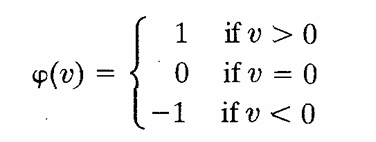 φ(v) = { 1 if v > 0
0 if v = 0
−1 if v < 0